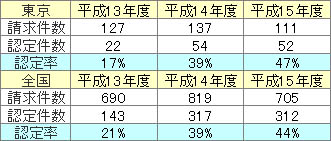 東京 平成13年度 平成14年度 平成15年度
請求件数 127 137 111
認定件数 22 54 52
認定率 17% 39% 47%
全国 平成13年度 平成14年度 平成15年度
請求件数 690 819 705
認定件数 143 317 312
認定率 21% 39% 44%